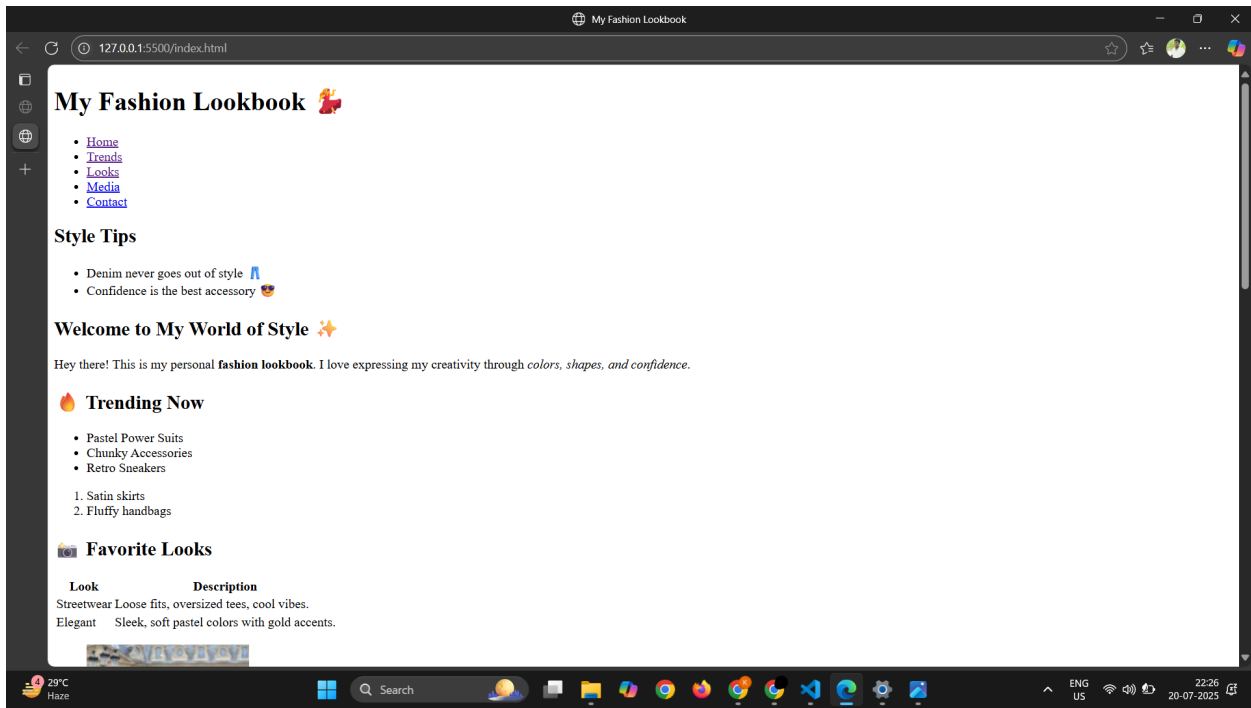 My Fashion Lookbook
127.0.0.1:5500/index.html
My Fashion Lookbook 💃
Home
Trends
Looks
Media
Contact
Style Tips
Denim never goes out of style 👖
Confidence is the best accessory 😎
Welcome to My World of Style ✨
Hey there! This is my personal fashion lookbook. I love expressing my creativity through colors, shapes, and confidence.
🔥 Trending Now
Pastel Power Suits
Chunky Accessories
Retro Sneakers
1. Satin skirts
2. Fluffy handbags
📸 Favorite Looks
Look Description
Streetwear Loose fits, oversized tees, cool vibes.
Elegant Sleek, soft pastel colors with gold accents.
4
29°C
Haze
Search
K
ENG
US
22:26
20-07-2025